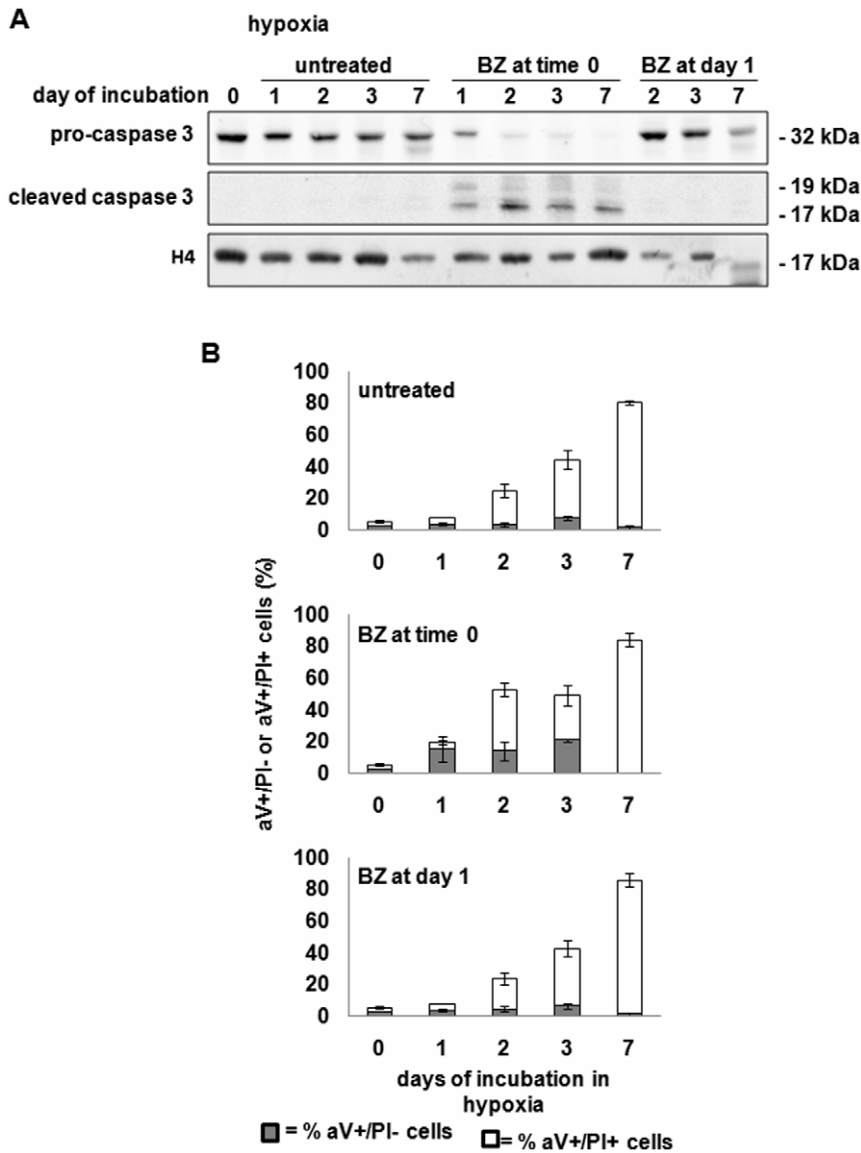 A
hypoxia
untreated BZ at time 0 BZ at day 1
day of incubation 0 1 2 3 7 1 2 3 7 2 3 7
pro-caspase 3 - 32 kDa
cleaved caspase 3 - 19 kDa
- 17 kDa
H4 - 17 kDa
B
aV+/PI- or aV+/PI+ cells (%)
untreated
100
80
60
40
20
0
0 1 2 3 7
BZ at time 0
100
80
60
40
20
0
0 1 2 3 7
BZ at day 1
100
80
60
40
20
0
0 1 2 3 7
days of incubation in
hypoxia
= % aV+/PI- cells = % aV+/PI+ cells